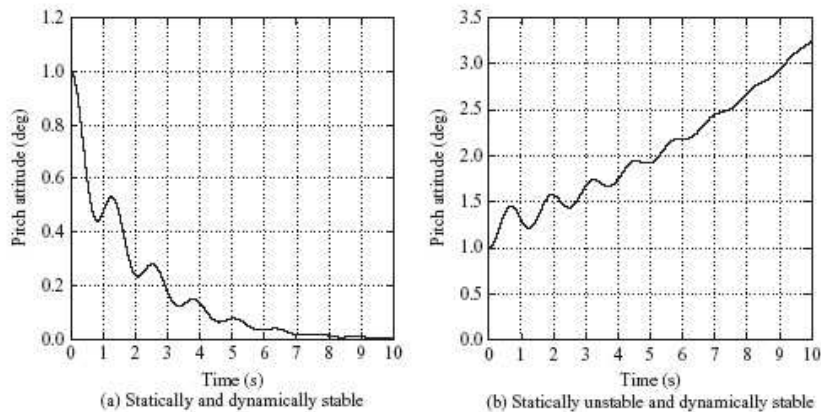 1.2
1.0
0.8
0.6
0.4
0.2
0.0
Pitch attitude (deg)
0 1 2 3 4 5 6 7 8 9 10
Time (s)
(a) Statically and dynamically stable
3.5
3.0
2.5
2.0
1.5
1.0
0.5
0.0
Pitch attitude (deg)
0 1 2 3 4 5 6 7 8 9 10
Time (s)
(b) Statically unstable and dynamically stable